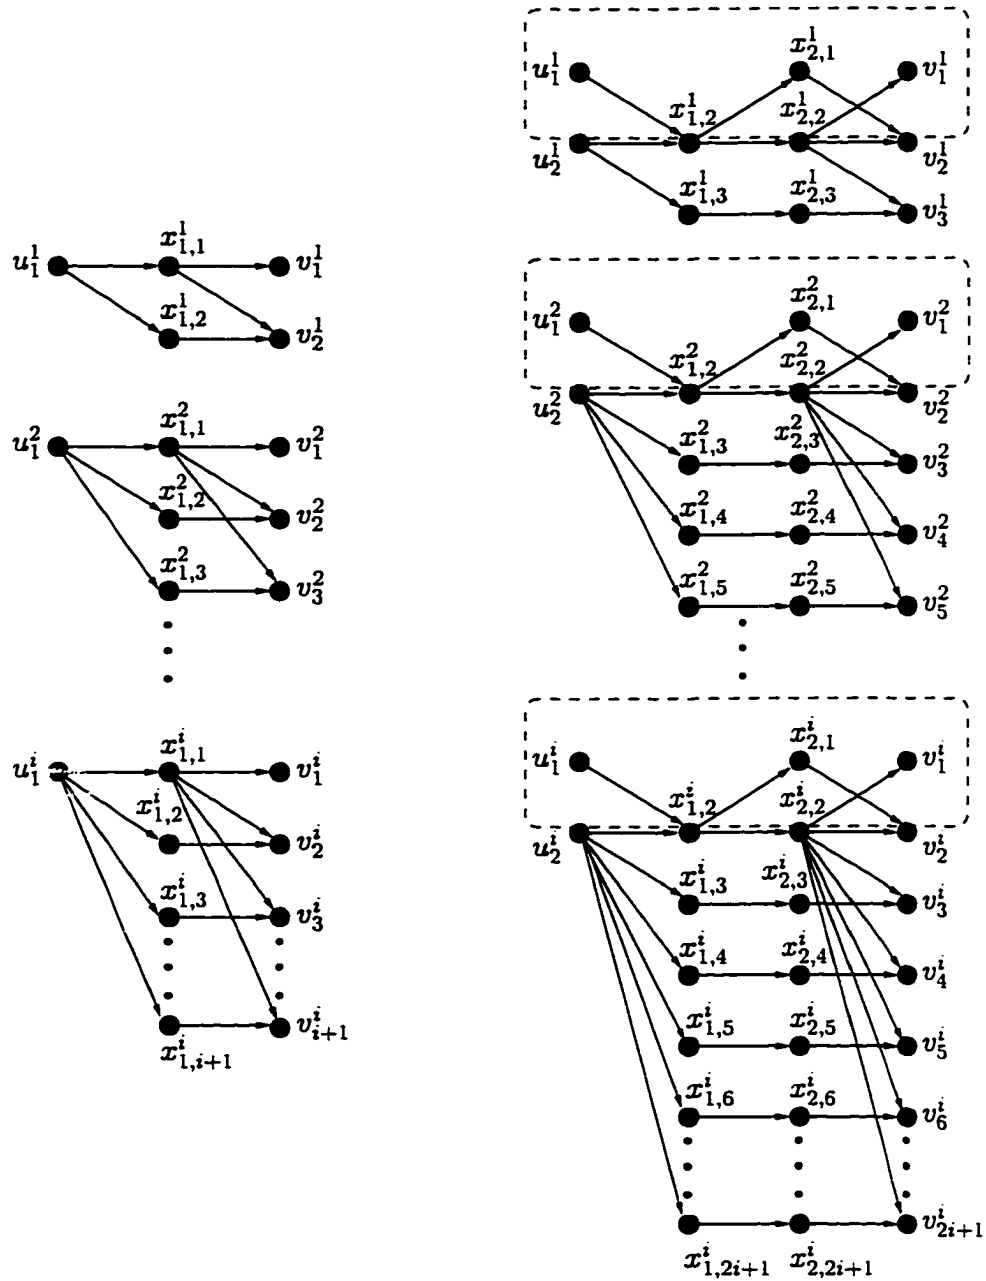 u_1^1 x_{1,1}^1 v_1^1
x_{1,2}^1 v_2^1
u_1^2 x_{1,1}^2 v_1^2
x_{1,2}^2 v_2^2
x_{1,3}^2 v_3^2
u_1^i x_{1,1}^i v_1^i
x_{1,2}^i v_2^i
x_{1,3}^i v_3^i
x_{1,i+1}^i v_{i+1}^i
u_1^1 x_{2,1}^1 v_1^1
u_2^1 x_{1,2}^1 x_{2,2}^1 v_2^1
x_{1,3}^1 x_{2,3}^1 v_3^1
u_1^2 x_{2,1}^2 v_1^2
u_2^2 x_{1,2}^2 x_{2,2}^2 v_2^2
x_{1,3}^2 x_{2,3}^2 v_3^2
x_{1,4}^2 x_{2,4}^2 v_4^2
x_{1,5}^2 x_{2,5}^2 v_5^2
u_1^i x_{2,1}^i v_1^i
u_2^i x_{1,2}^i x_{2,2}^i v_2^i
x_{1,3}^i x_{2,3}^i v_3^i
x_{1,4}^i x_{2,4}^i v_4^i
x_{1,5}^i x_{2,5}^i v_5^i
x_{1,6}^i x_{2,6}^i v_6^i
x_{1,2i+1}^i x_{2,2i+1}^i v_{2i+1}^i